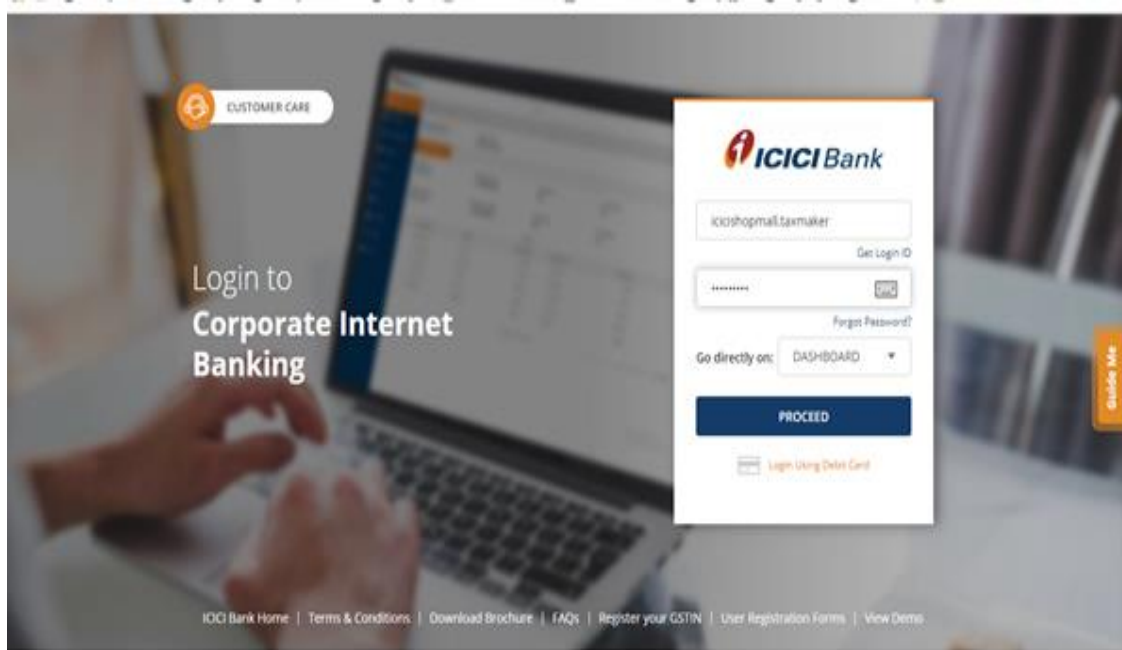 CUSTOMER CARE
ICICI Bank
icicishopmall.taxmaker
Get Login ID
Login to
Corporate Internet
Banking
Forgot Password?
Go directly on: DASHBOARD
PROCEED
Login Using Debit Card
Guide Me
ICICI Bank Home | Terms & Conditions | Download Brochure | FAQs | Register your GSTIN | User Registration Forms | View Demo